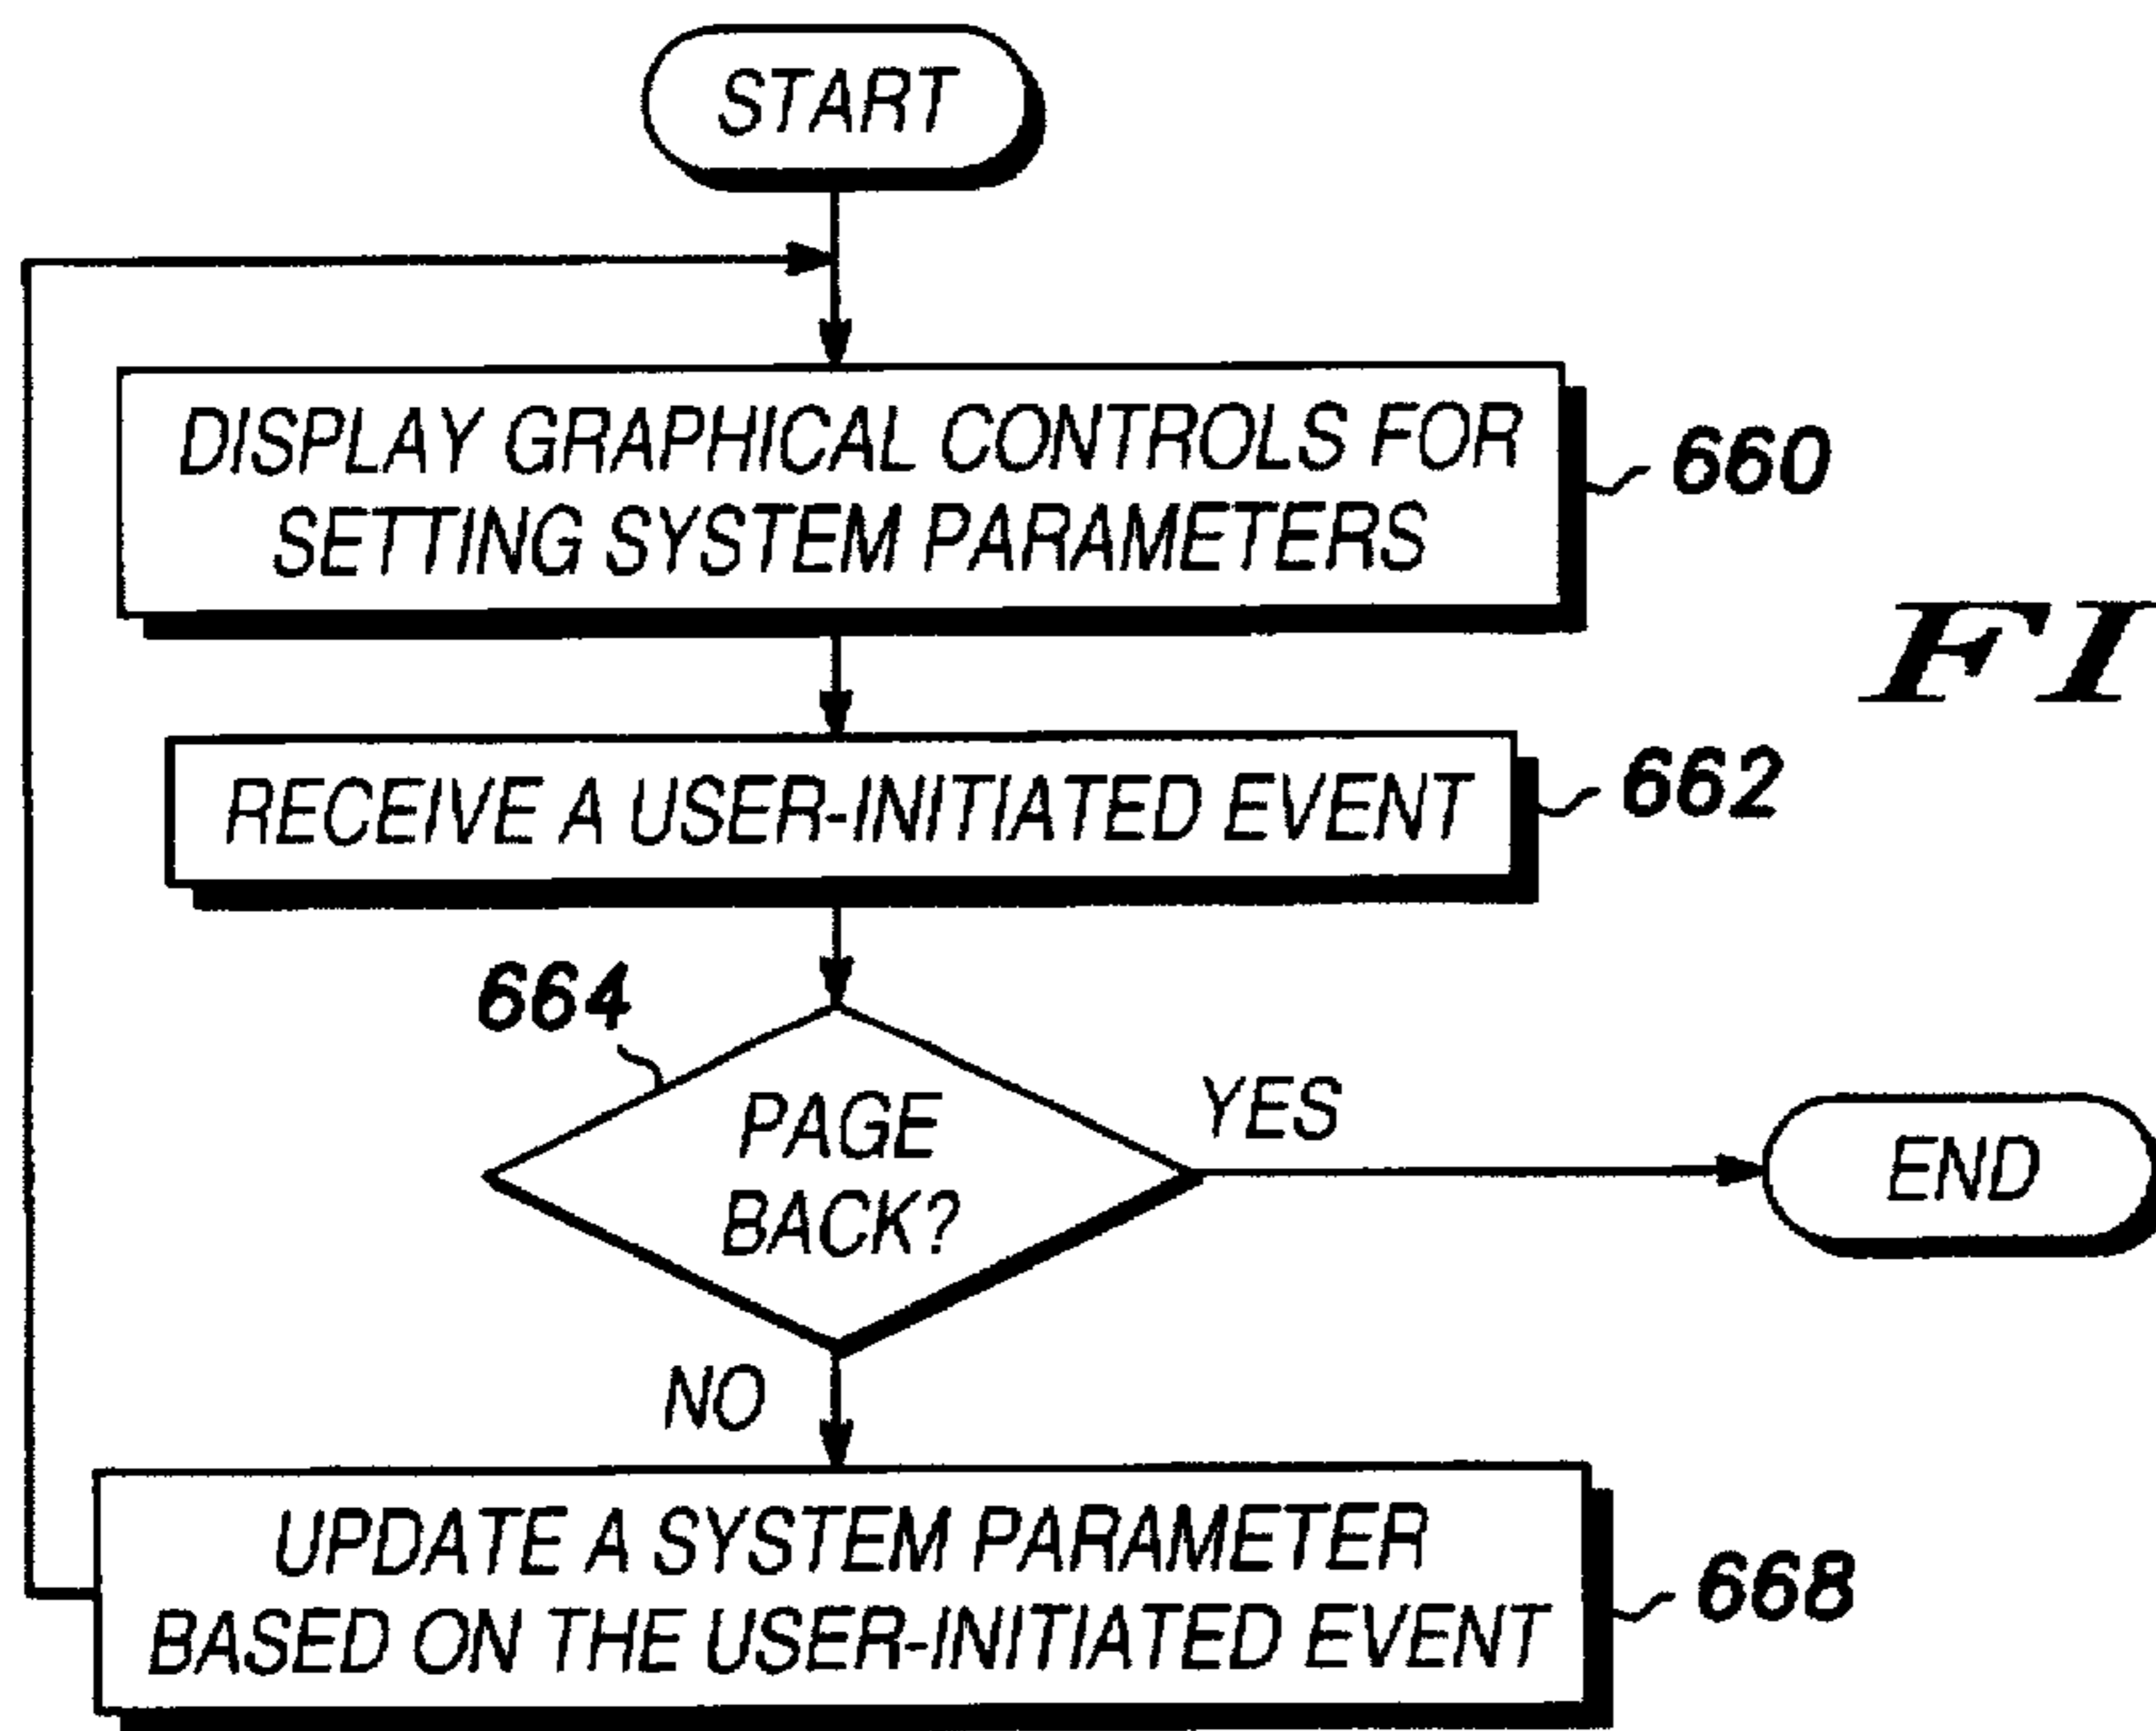 START
DISPLAY GRAPHICAL CONTROLS FOR
SETTING SYSTEM PARAMETERS
660
FI
RECEIVE A USER-INITIATED EVENT
662
664
PAGE
BACK?
YES
END
NO
UPDATE A SYSTEM PARAMETER
BASED ON THE USER-INITIATED EVENT
668